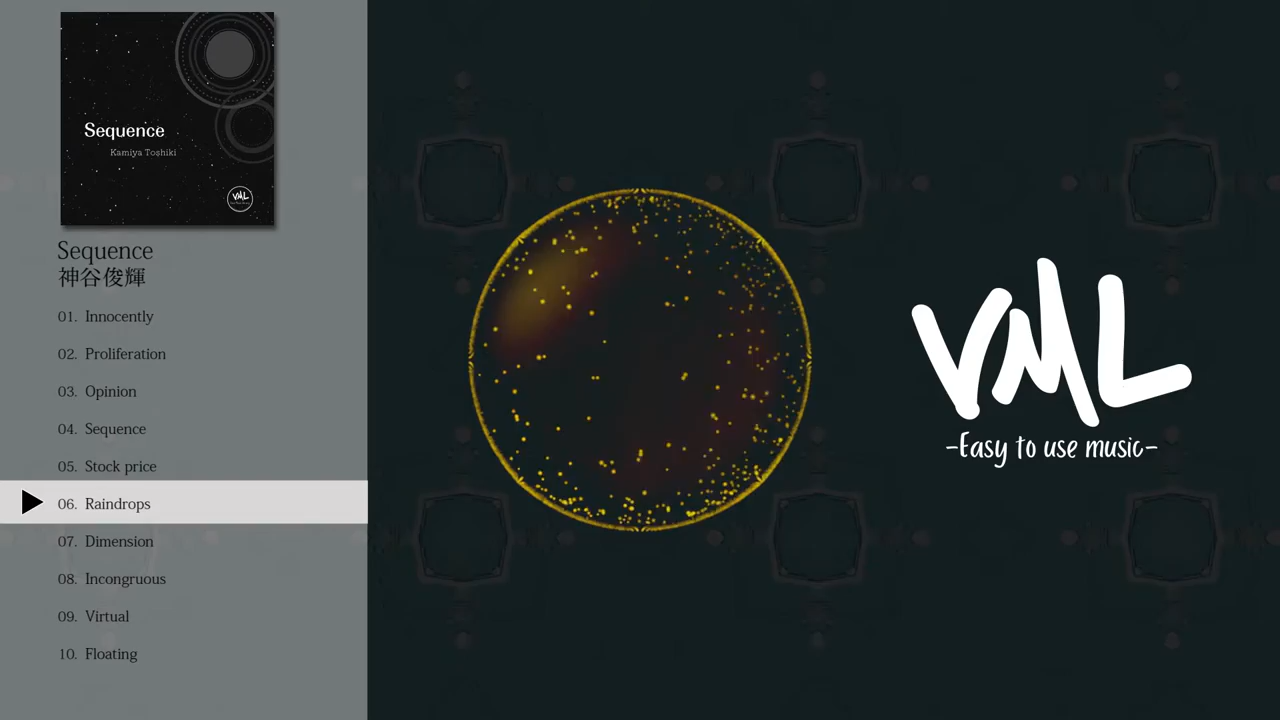 Sequence
Kamiya Toshiki
VML
Sequence
神谷俊輝
01. Innocently
02. Proliferation
03. Opinion
04. Sequence
05. Stock price
06. Raindrops
07. Dimension
08. Incongruous
09. Virtual
10. Floating
VML
-Easy to use music-